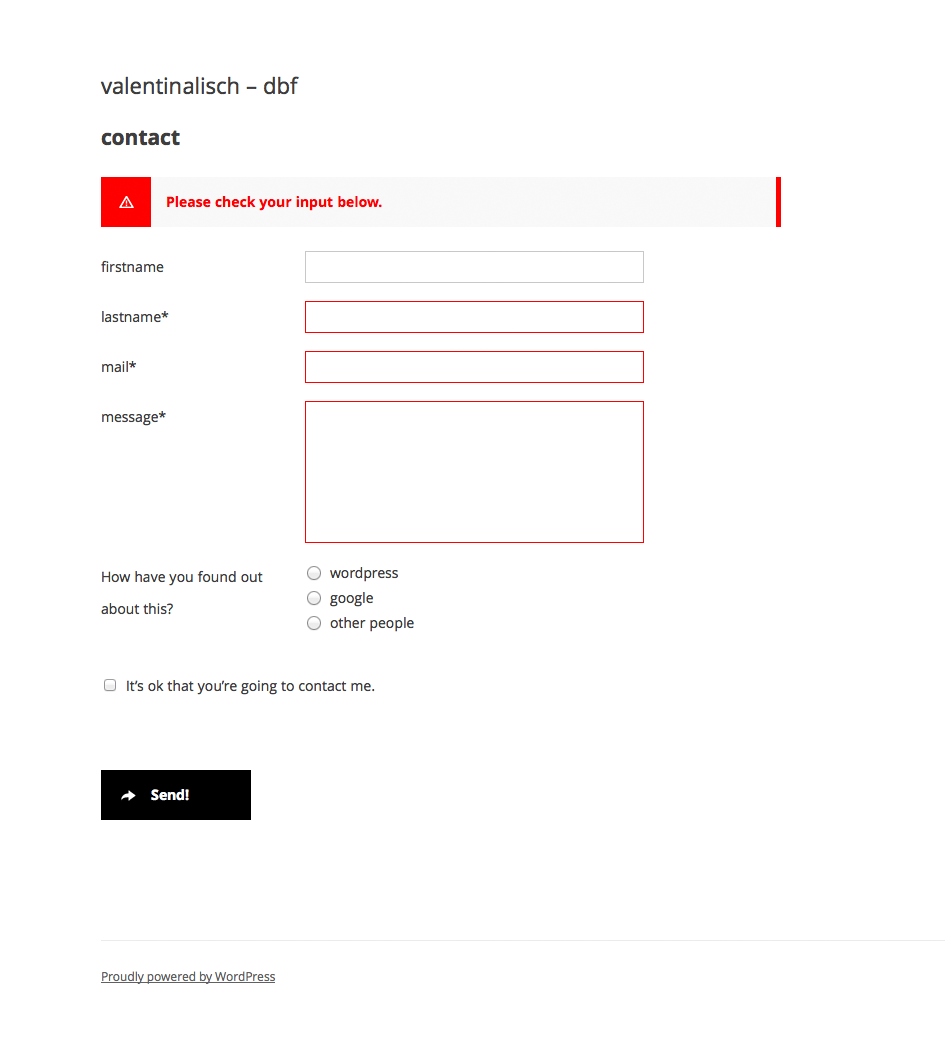 valentinalisch – dbf
contact
Please check your input below.
firstname
lastname*
mail*
message*
How have you found out
about this?
wordpress
google
other people
It's ok that you're going to contact me.
Send!
Proudly powered by WordPress